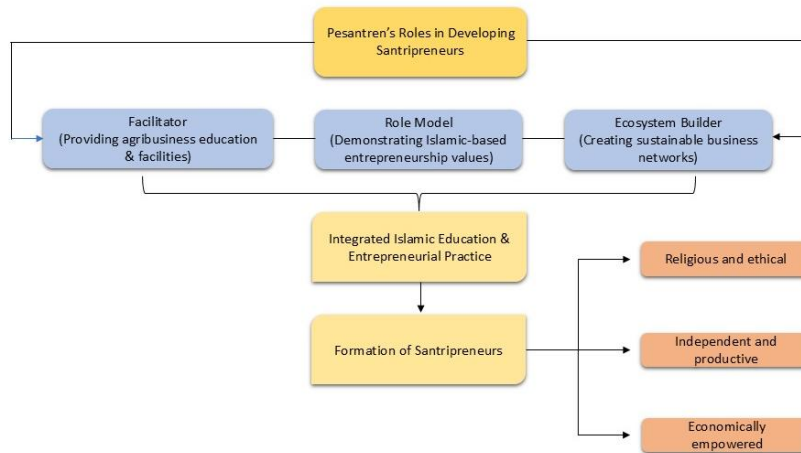 Pesantren's Roles in Developing
Santripreneurs
Facilitator
(Providing agribusiness education
& facilities)
Role Model
(Demonstrating Islamic-based
entrepreneurship values)
Ecosystem Builder
(Creating sustainable business
networks)
Integrated Islamic Education &
Entrepreneurial Practice
Religious and ethical
Formation of Santripreneurs
Independent and
productive
Economically
empowered